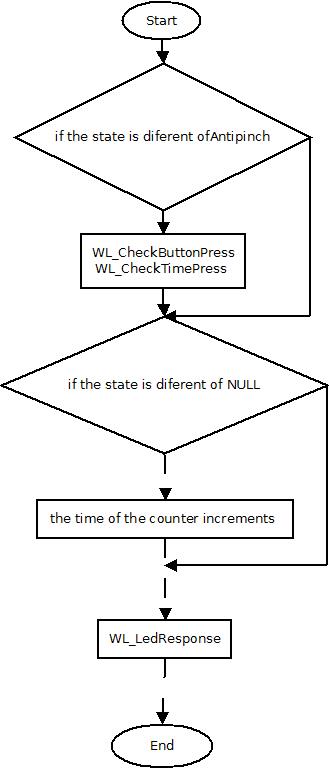 Start
if the state is diferent ofAntipinch
WL_CheckButtonPress
WL_CheckTimePress
if the state is diferent of NULL
the time of the counter increments
WL_LedResponse
End